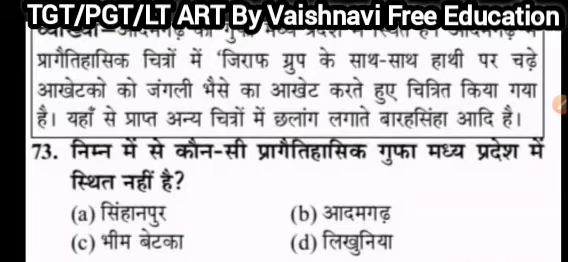 TGT/PGT/LT ART By Vaishnavi Free Education
प्रागैतिहासिक चित्रों में 'जिराफ ग्रुप के साथ-साथ हाथी पर चढ़े
आखेटको को जंगली भैसे का आखेट करते हुए चित्रित किया गया
है। यहाँ से प्राप्त अन्य चित्रों में छलांग लगाते बारहसिंहा आदि है।
73. निम्न में से कौन-सी प्रागैतिहासिक गुफा मध्य प्रदेश में
स्थित नहीं है?
(a) सिंहानपुर (b) आदमगढ़
(c) भीम बेटका (d) लिखुनिया